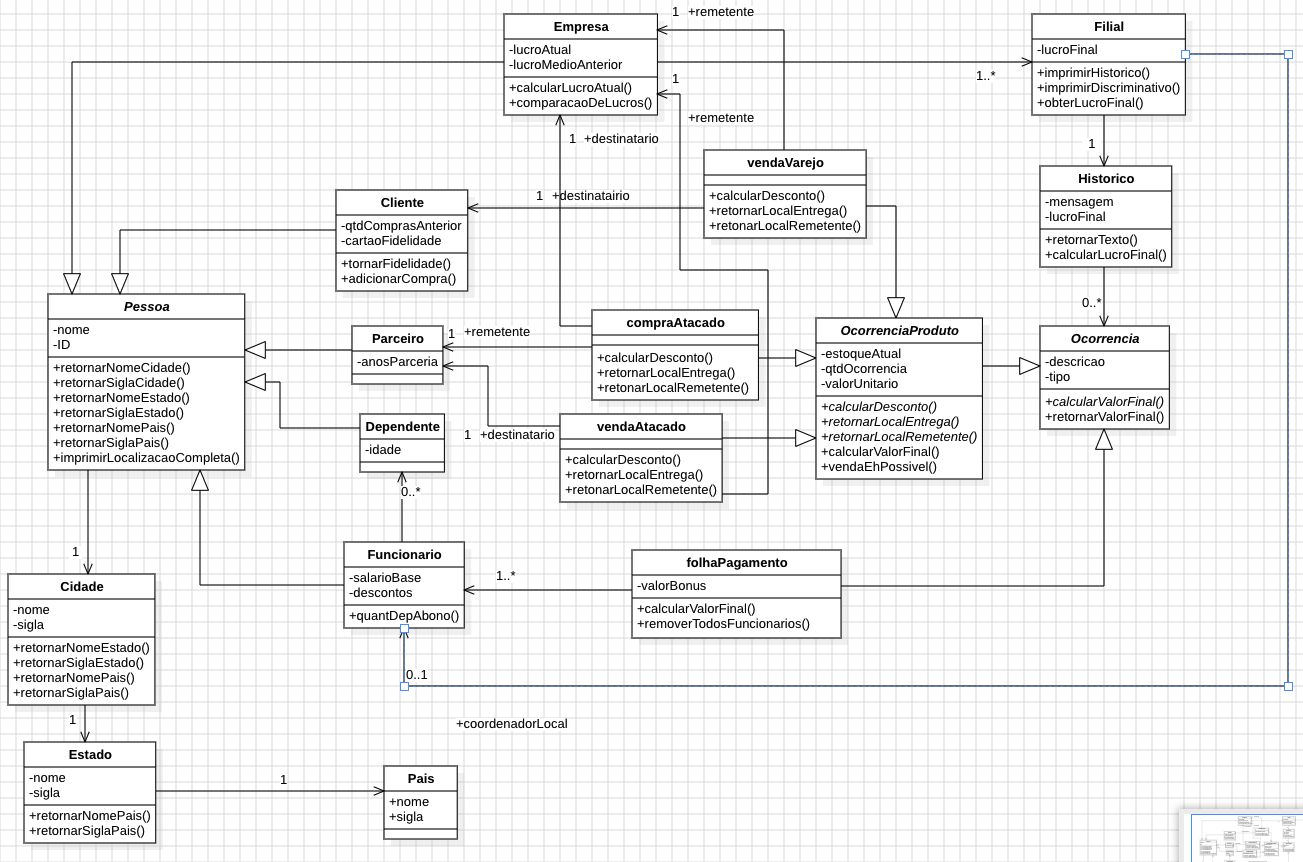 Empresa
-lucroAtual
-lucroMedioAnterior
+calcularLucroAtual()
+comparacaoDeLucros()
1 +remetente
1
+remetente
1 +destinatario
1..*
Filial
-lucroFinal
+imprimirHistorico()
+imprimirDiscriminativo()
+obterLucroFinal()
1
vendaVarejo
+calcularDesconto()
+retornarLocalEntrega()
+retonarLocalRemetente()
1 +destinatairio
Cliente
-qtdComprasAnterior
-cartaoFidelidade
+tornarFidelidade()
+adicionarCompra()
Historico
-mensagem
-lucroFinal
+retornarTexto()
+calcularLucroFinal()
0..*
Pessoa
-nome
-ID
+retornarNomeCidade()
+retornarSiglaCidade()
+retornarNomeEstado()
+retornarSiglaEstado()
+retornarNomePais()
+retornarSiglaPais()
+imprimirLocalizacaoCompleta()
Parceiro
-anosParceria
1 +remetente
compraAtacado
+calcularDesconto()
+retornarLocalEntrega()
+retonarLocalRemetente()
OcorrenciaProduto
-estoqueAtual
-qtdOcorrencia
-valorUnitario
+calcularDesconto()
+retornarLocalEntrega()
+retornarLocalRemetente()
+calcularValorFinal()
+vendaEhPossivel()
Ocorrencia
-descricao
-tipo
+calcularValorFinal()
+retornarValorFinal()
Dependente
-idade
1 +destinatario
vendaAtacado
+calcularDesconto()
+retornarLocalEntrega()
+retonarLocalRemetente()
0..*
Funcionario
-salarioBase
-descontos
+quantDepAbono()
1..*
folhaPagamento
-valorBonus
+calcularValorFinal()
+removerTodosFuncionarios()
1
Cidade
-nome
-sigla
+retornarNomeEstado()
+retornarSiglaEstado()
+retornarNomePais()
+retornarSiglaPais()
0..1
+coordenadorLocal
1
Estado
-nome
-sigla
+retornarNomePais()
+retornarSiglaPais()
1
Pais
+nome
+sigla